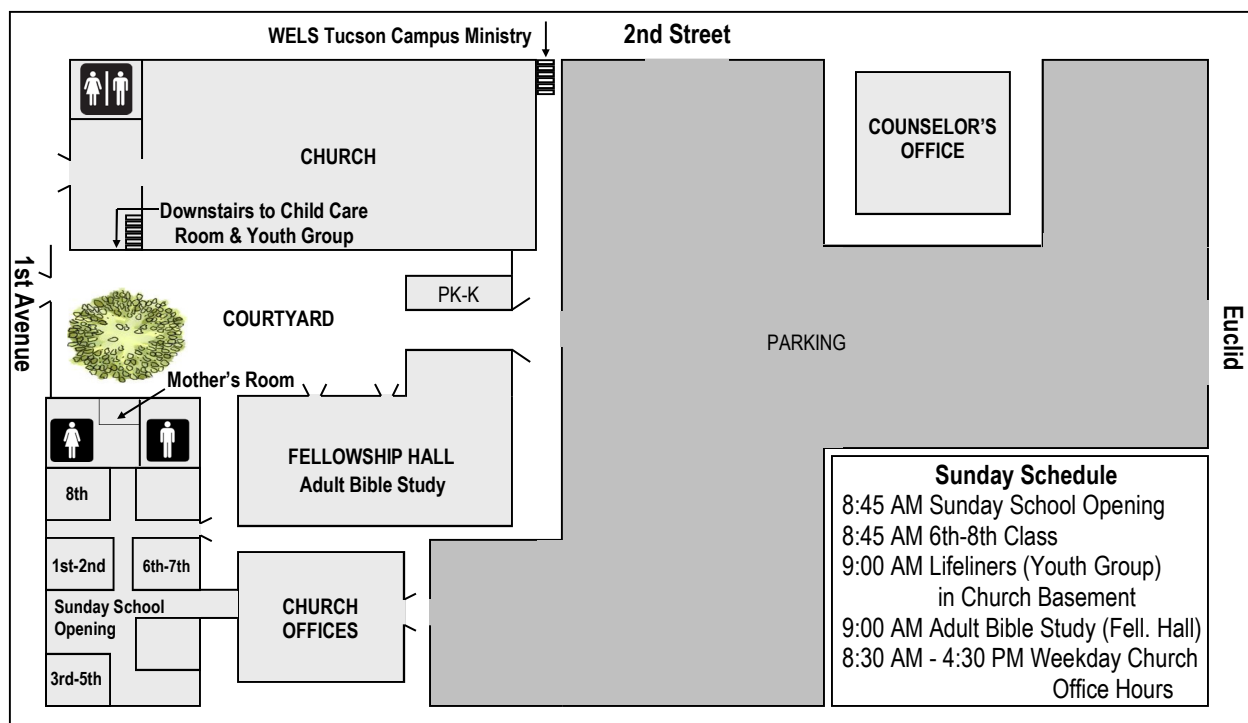 WELS Tucson Campus Ministry
2nd Street
CHURCH
COUNSELOR'S
OFFICE
Downstairs to Child Care
Room & Youth Group
1st Avenue
PK-K
COURTYARD
PARKING
Euclid
Mother's Room
FELLOWSHIP HALL
Adult Bible Study
8th
1st-2nd
6th-7th
Sunday School
Opening
3rd-5th
CHURCH
OFFICES
Sunday Schedule
8:45 AM Sunday School Opening
8:45 AM 6th-8th Class
9:00 AM Lifeliners (Youth Group)
in Church Basement
9:00 AM Adult Bible Study (Fell. Hall)
8:30 AM - 4:30 PM Weekday Church
Office Hours